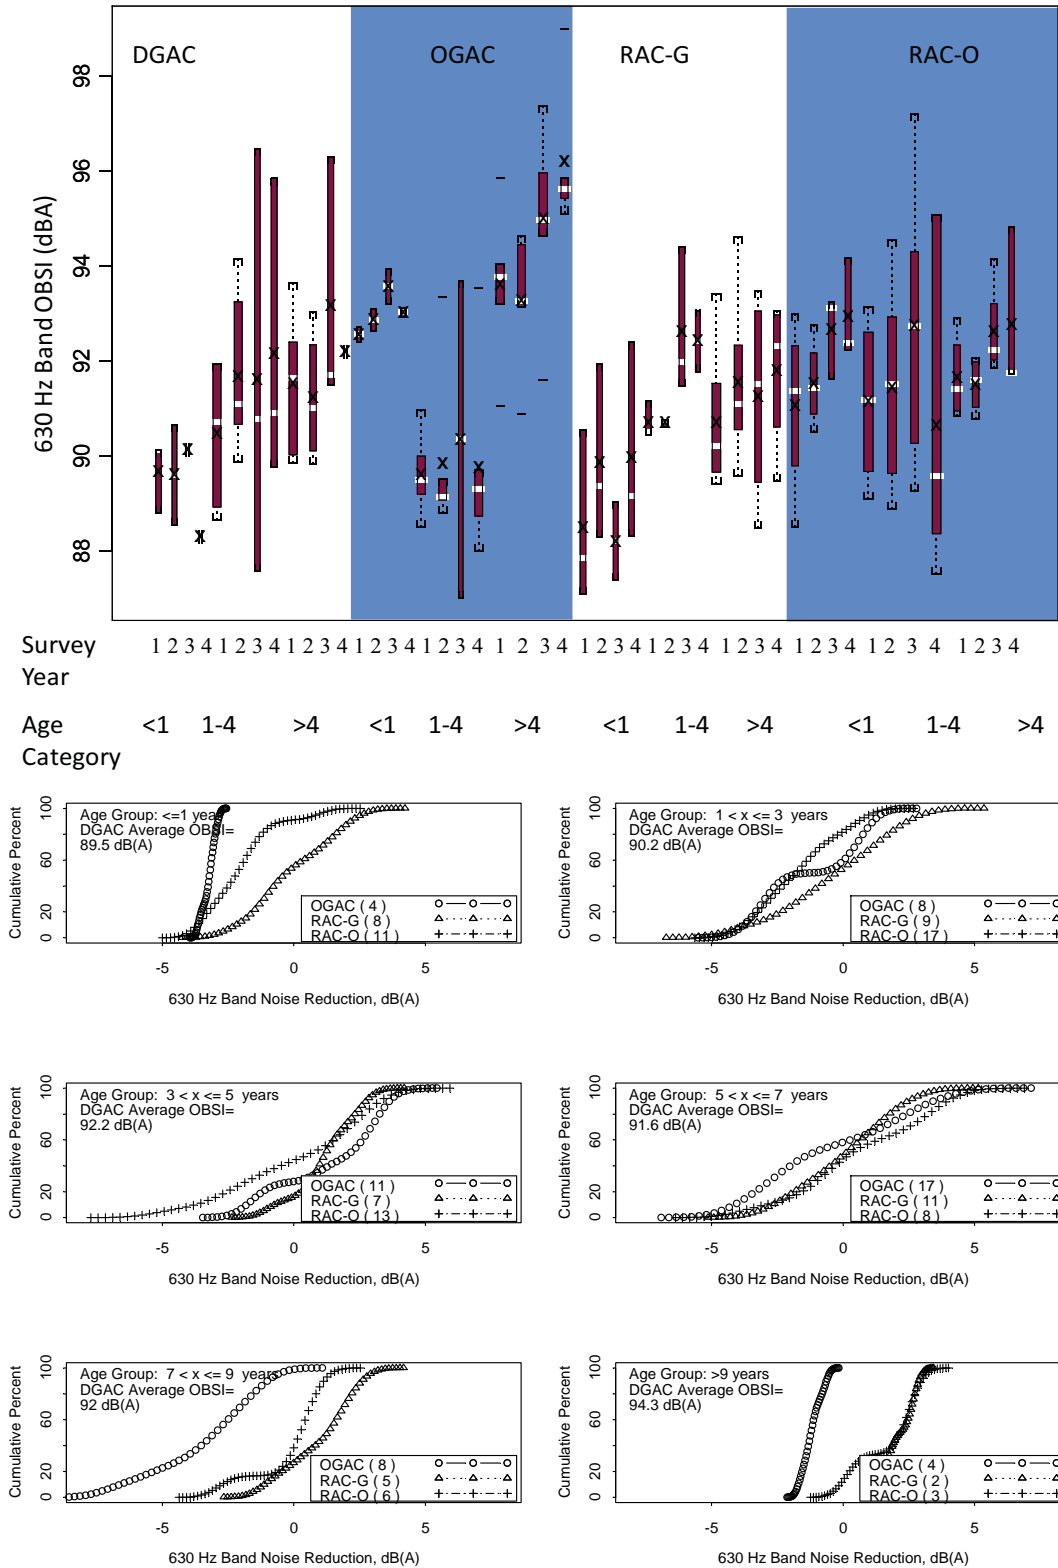 DGAC OGAC RAC-G RAC-O
630 Hz Band OBSI (dBA)
98
96
94
92
90
88
Survey Year 1 2 3 4 1 2 3 4 1 2 3 4 1 2 3 4 1 2 3 4 1 2 3 4 1 2 3 4 1 2 3 4 1 2 3 4 1 2 3 4 1 2 3 4 1 2 3 4
Age Category <1 1-4 >4 <1 1-4 >4 <1 1-4 >4 <1 1-4 >4
Cumulative Percent
0 20 60 100
Age Group: <=1 years
DGAC Average OBSI=
89.5 dB(A)
OGAC ( 4 )
RAC-G ( 8 )
RAC-O ( 11 )
-5 0 5
630 Hz Band Noise Reduction, dB(A)
Cumulative Percent
0 20 60 100
Age Group: 1 < x <= 3 years
DGAC Average OBSI=
90.2 dB(A)
OGAC ( 8 )
RAC-G ( 9 )
RAC-O ( 17 )
-5 0 5
630 Hz Band Noise Reduction, dB(A)
Cumulative Percent
0 20 60 100
Age Group: 3 < x <= 5 years
DGAC Average OBSI=
92.2 dB(A)
OGAC ( 11 )
RAC-G ( 7 )
RAC-O ( 13 )
-5 0 5
630 Hz Band Noise Reduction, dB(A)
Cumulative Percent
0 20 60 100
Age Group: 5 < x <= 7 years
DGAC Average OBSI=
91.6 dB(A)
OGAC ( 17 )
RAC-G ( 11 )
RAC-O ( 8 )
-5 0 5
630 Hz Band Noise Reduction, dB(A)
Cumulative Percent
0 20 60 100
Age Group: 7 < x <= 9 years
DGAC Average OBSI=
92 dB(A)
OGAC ( 8 )
RAC-G ( 5 )
RAC-O ( 6 )
-5 0 5
630 Hz Band Noise Reduction, dB(A)
Cumulative Percent
0 20 60 100
Age Group: >9 years
DGAC Average OBSI=
94.3 dB(A)
OGAC ( 4 )
RAC-G ( 2 )
RAC-O ( 3 )
-5 0 5
630 Hz Band Noise Reduction, dB(A)